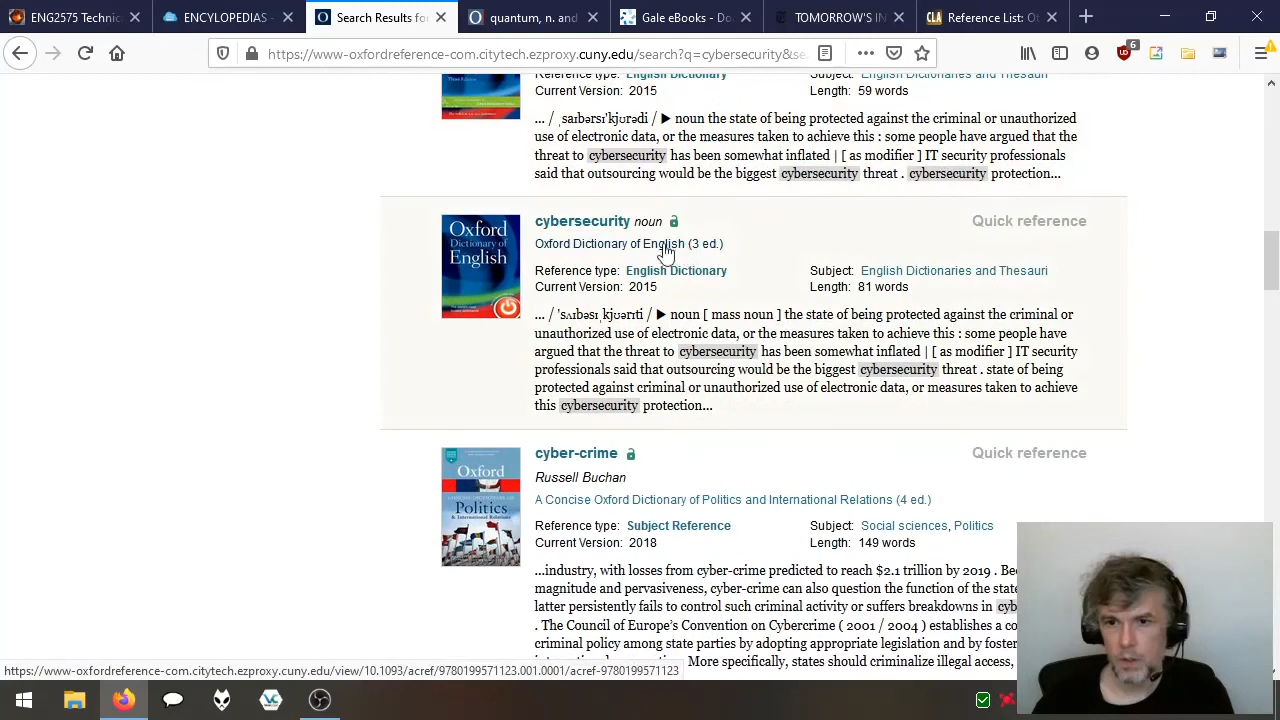 ENG2575 Technic
ENCYLOPEDIAS -
Search Results fo
quantum, n. and
Gale eBooks - Do
TOMORROW'S IN
Reference List: O
https://www-oxfordreference-com.citytech.ezproxy.cuny.edu/search?q=cybersecurity&se
6
Reference type: English Dictionary
Subject: English Dictionaries and Thesauri
Current Version: 2015
Length: 59 words
... / ˌsaɪbərsɪˈkjʊrədi / ▶ noun the state of being protected against the criminal or unauthorized
use of electronic data, or the measures taken to achieve this : some people have argued that the
threat to cybersecurity has been somewhat inflated | [ as modifier ] IT security professionals
said that outsourcing would be the biggest cybersecurity threat . cybersecurity protection...
Oxford
Dictionary of
English
cybersecurity noun
Quick reference
Oxford Dictionary of English (3 ed.)
Reference type: English Dictionary
Subject: English Dictionaries and Thesauri
Current Version: 2015
Length: 81 words
... / ˈsʌɪbəsɪˌkjʊərɪti / ▶ noun [ mass noun ] the state of being protected against the criminal or
unauthorized use of electronic data, or the measures taken to achieve this : some people have
argued that the threat to cybersecurity has been somewhat inflated | [ as modifier ] IT security
professionals said that outsourcing would be the biggest cybersecurity threat . state of being
protected against criminal or unauthorized use of electronic data, or measures taken to achieve
this cybersecurity protection...
Oxford
Politics
cyber-crime
Quick reference
Russell Buchan
A Concise Oxford Dictionary of Politics and International Relations (4 ed.)
Reference type: Subject Reference
Subject: Social sciences, Politics
Current Version: 2018
Length: 149 words
...industry, with losses from cyber-crime predicted to reach $2.1 trillion by 2019 . Bec
magnitude and pervasiveness, cyber-crime can also question the function of the state
latter persistently fails to control such criminal activity or suffers breakdowns in cyb
. The Council of Europe's Convention on Cybercrime ( 2001 / 2004 ) establishes a co
criminal policy among state parties by adopting appropriate legislation and by foster
More specifically, states should criminalize illegal access,
https://www-oxfordreference-com.citytech.ezproxy.cuny.edu/view/10.1093/acref/9780199571123.001.0001/acref-9780199571123